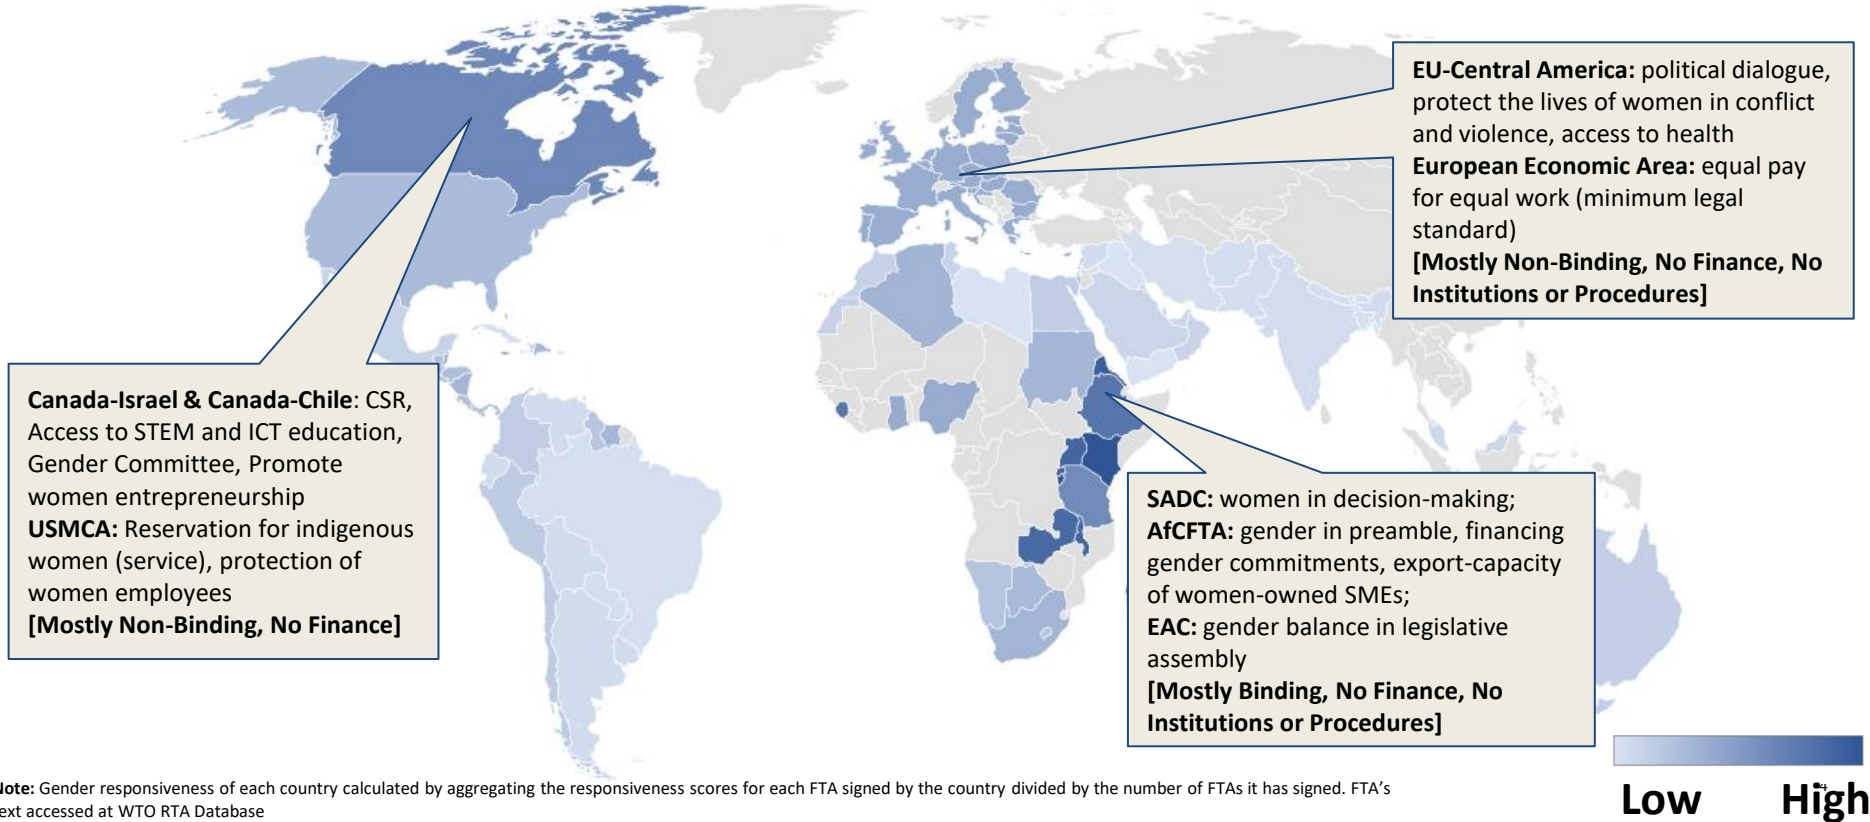 EU-Central America: political dialogue,
protect the lives of women in conflict
and violence, access to health
European Economic Area: equal pay
for equal work (minimum legal
standard)
[Mostly Non-Binding, No Finance, No
Institutions or Procedures]
Canada-Israel & Canada-Chile: CSR,
Access to STEM and ICT education,
Gender Committee, Promote
women entrepreneurship
USMCA: Reservation for indigenous
women (service), protection of
women employees
[Mostly Non-Binding, No Finance]
SADC: women in decision-making;
AfCFTA: gender in preamble, financing
gender commitments, export-capacity
of women-owned SMEs;
EAC: gender balance in legislative
assembly
[Mostly Binding, No Finance, No
Institutions or Procedures]
Note: Gender responsiveness of each country calculated by aggregating the responsiveness scores for each FTA signed by the country divided by the number of FTAs it has signed. FTA's
text accessed at WTO RTA Database
Low High